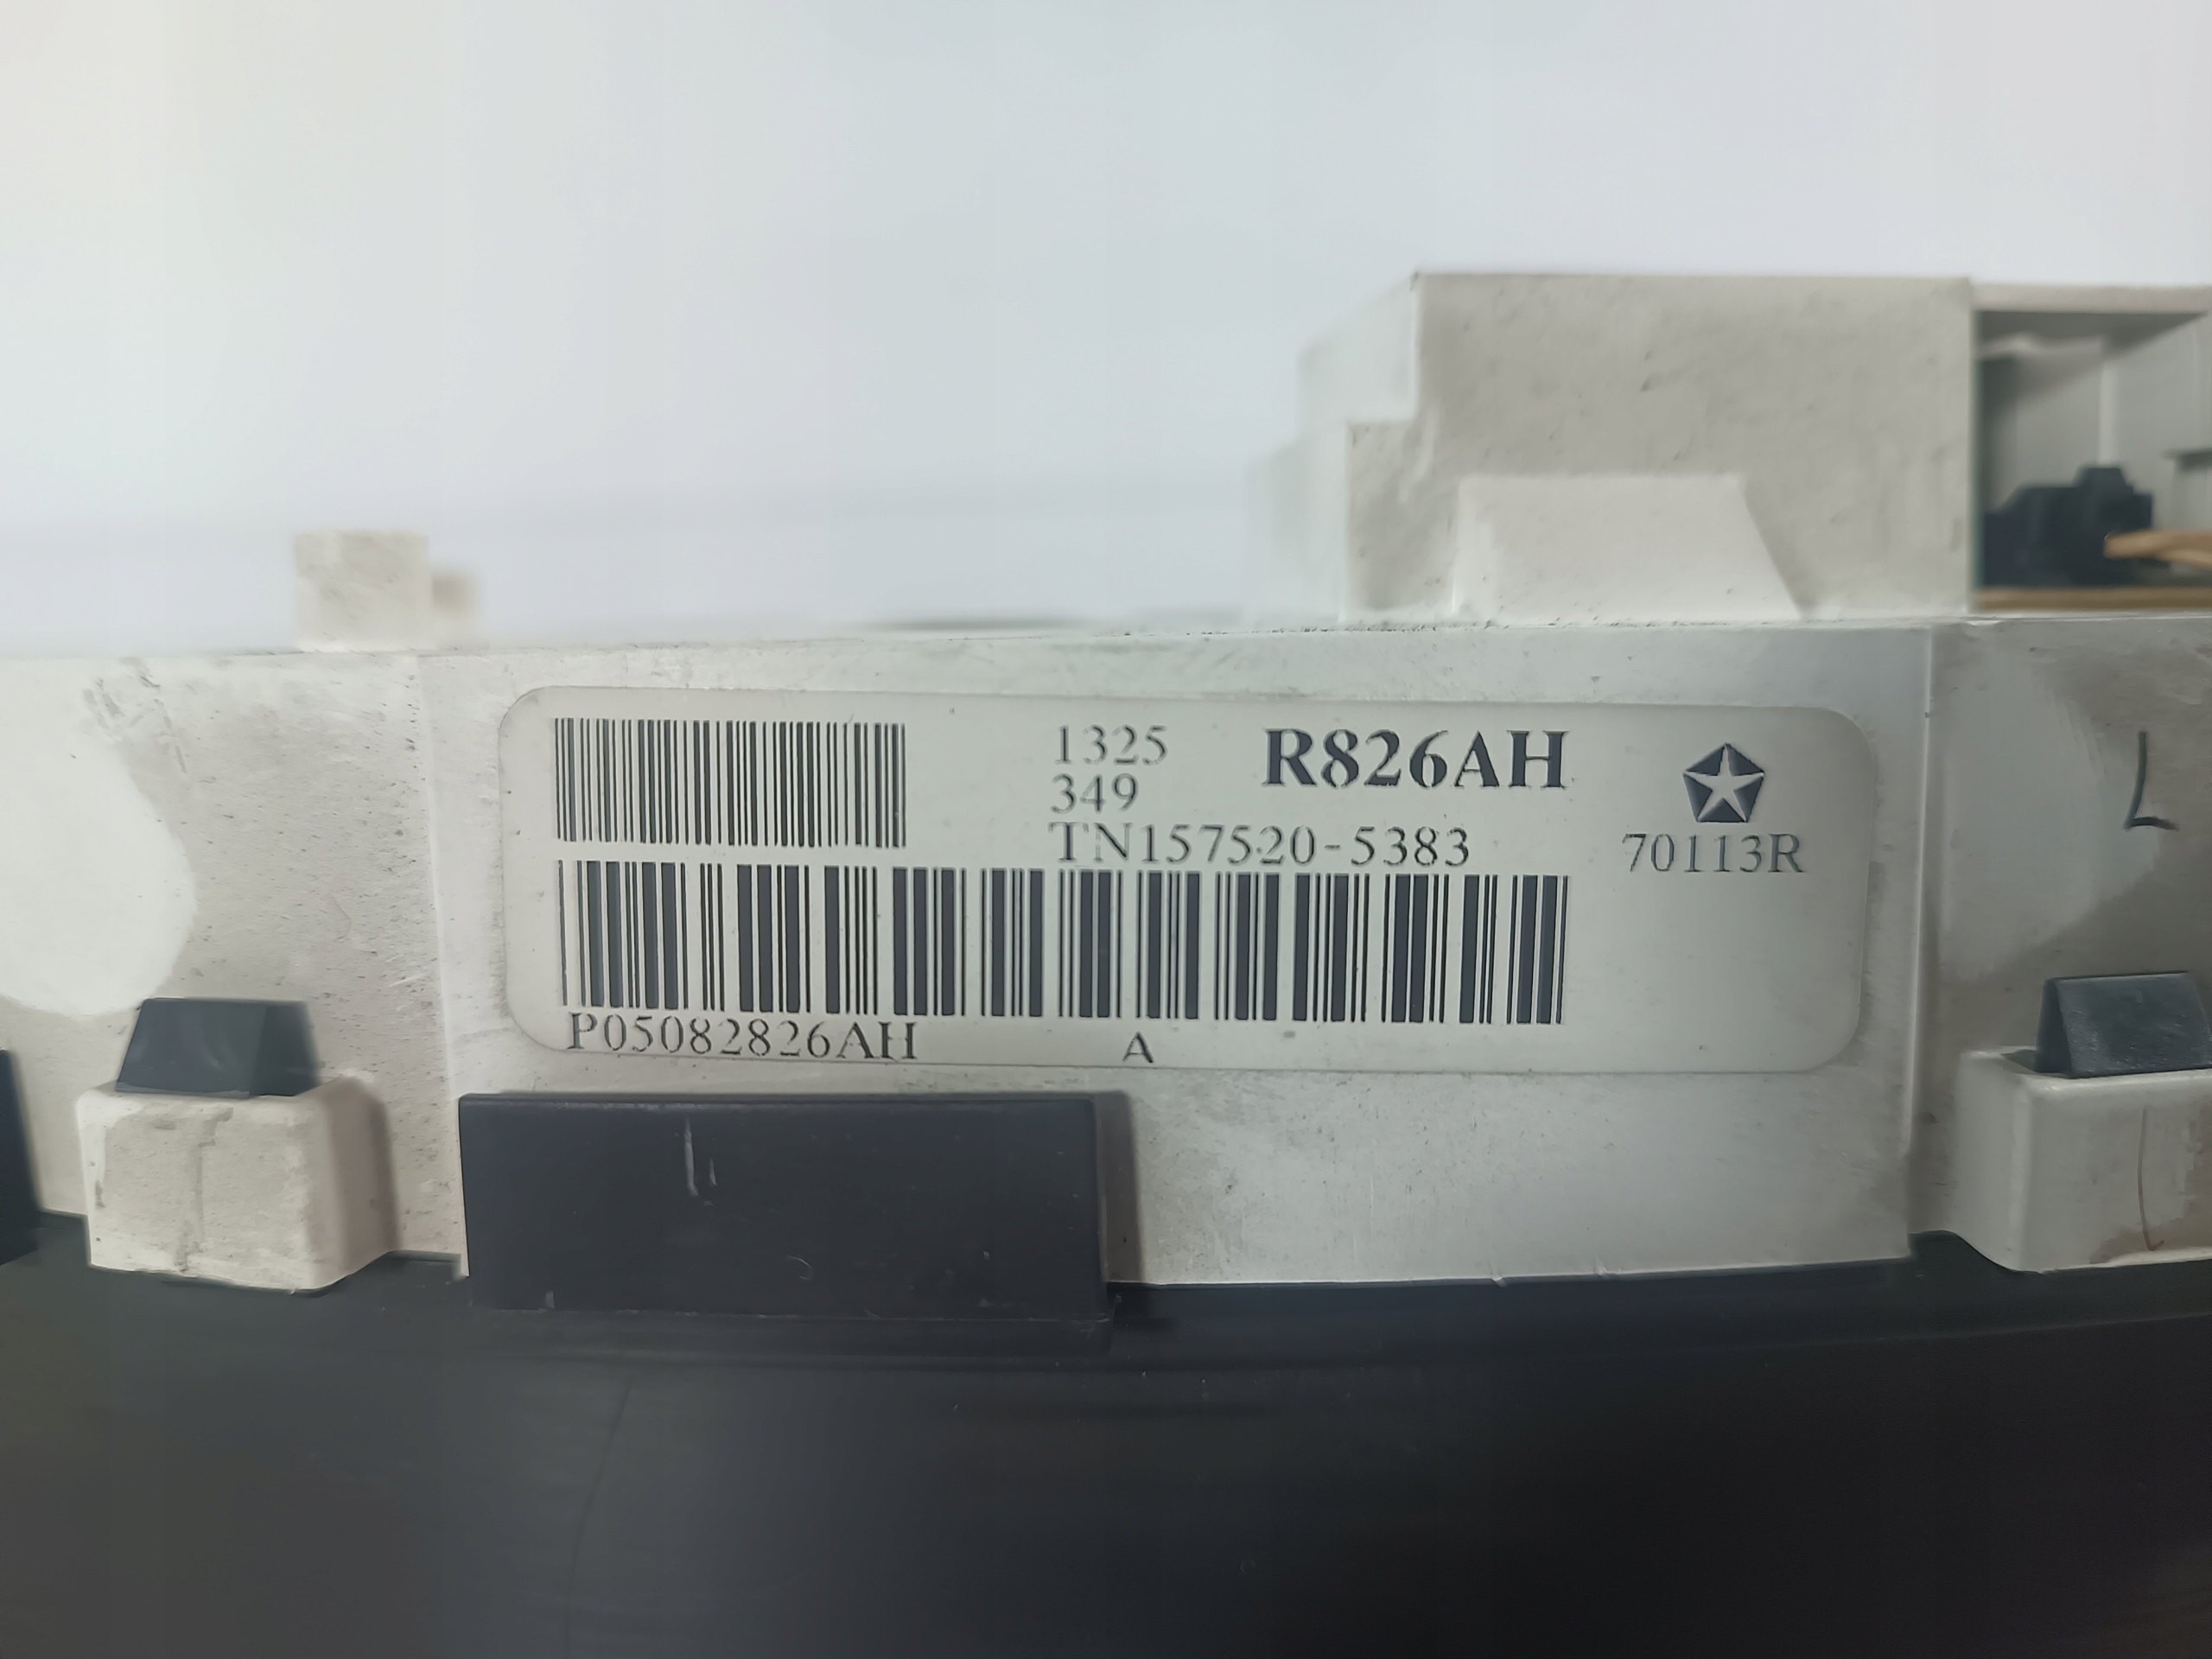 1325 R826AH
349
TN157520-5383
70113R
P05082826AH A